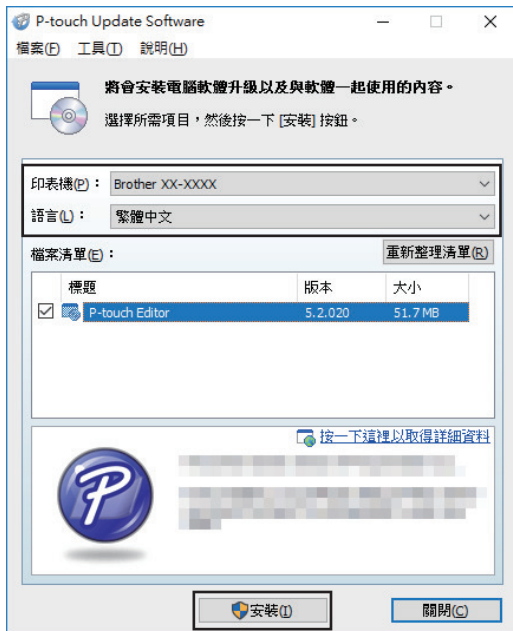 P-touch Update Software
檔案(F) 工具(T) 說明(H)
將會安裝電腦軟體升級以及與軟體一起使用的內容。
選擇所需項目，然後按一下 [安裝] 按鈕。
印表機(P)： Brother XX-XXXX
語言(L)： 繁體中文
檔案清單(E)： 重新整理清單(R)
標題 版本 大小
P-touch Editor 5.2.020 51.7 MB
按一下這裡以取得詳細資料
P
安裝(I) 關閉(C)